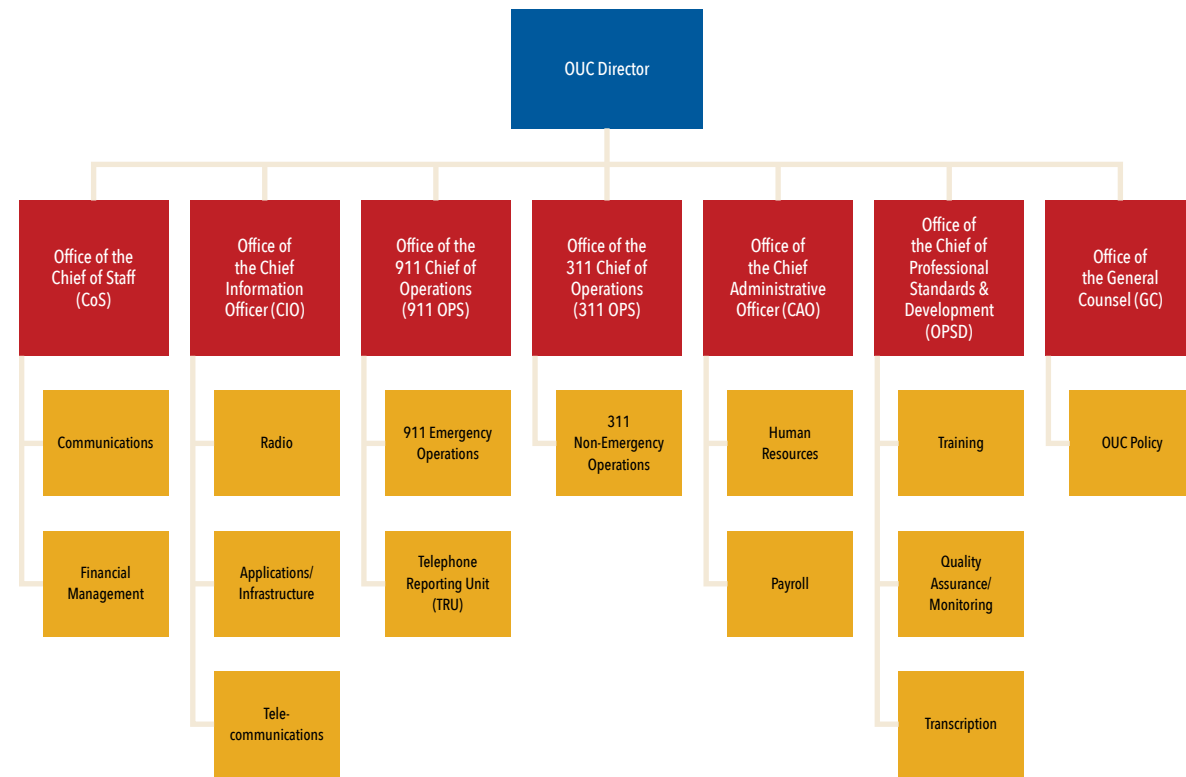 OUC Director
Office of the
Chief of Staff
(CoS)
Office of
the Chief
Information
Officer (CIO)
Office of the
911 Chief of
Operations
(911 OPS)
Office of the
311 Chief of
Operations
(311 OPS)
Office of
the Chief
Administrative
Officer (CAO)
Office of
the Chief of
Professional
Standards &
Development
(OPSD)
Office of
the General
Counsel (GC)
Communications
Radio
911 Emergency
Operations
311
Non-Emergency
Operations
Human
Resources
Training
OUC Policy
Financial
Management
Applications/
Infrastructure
Telephone
Reporting Unit
(TRU)
Payroll
Quality
Assurance/
Monitoring
Tele-
communications
Transcription